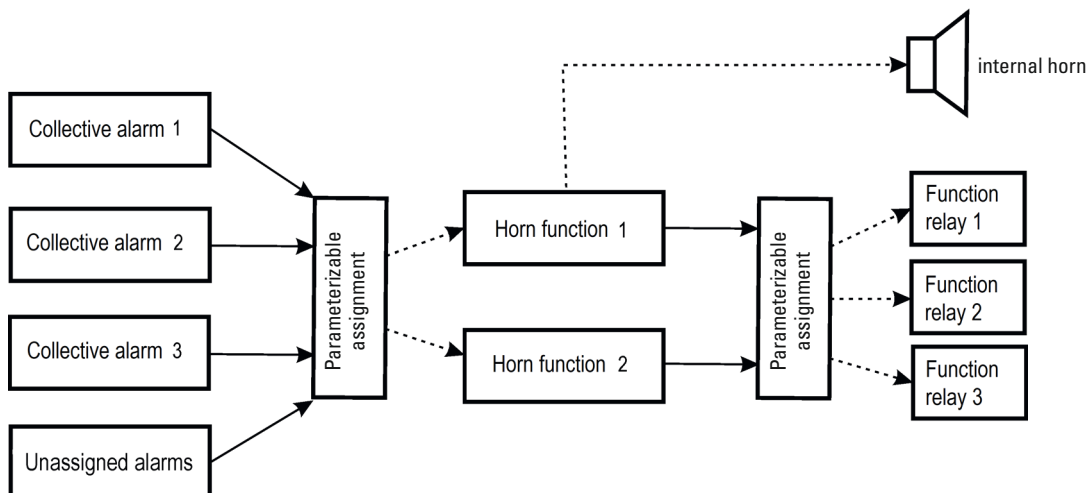 internal horn
Collective alarm 1
Collective alarm 2
Collective alarm 3
Unassigned alarms
Parameterizable
assignment
Horn function 1
Horn function 2
Parameterizable
assignment
Function
relay 1
Function
relay 2
Function
relay 3